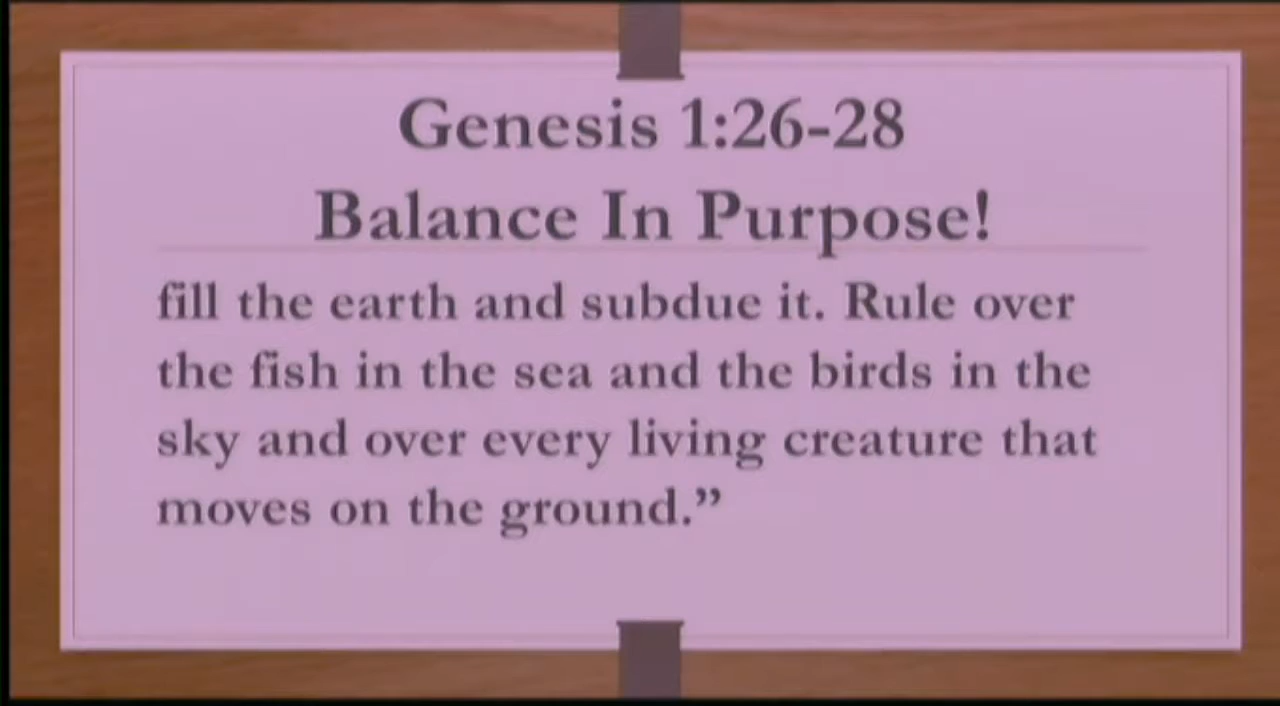 Genesis 1:26-28
Balance In Purpose!
fill the earth and subdue it. Rule over
the fish in the sea and the birds in the
sky and over every living creature that
moves on the ground.”